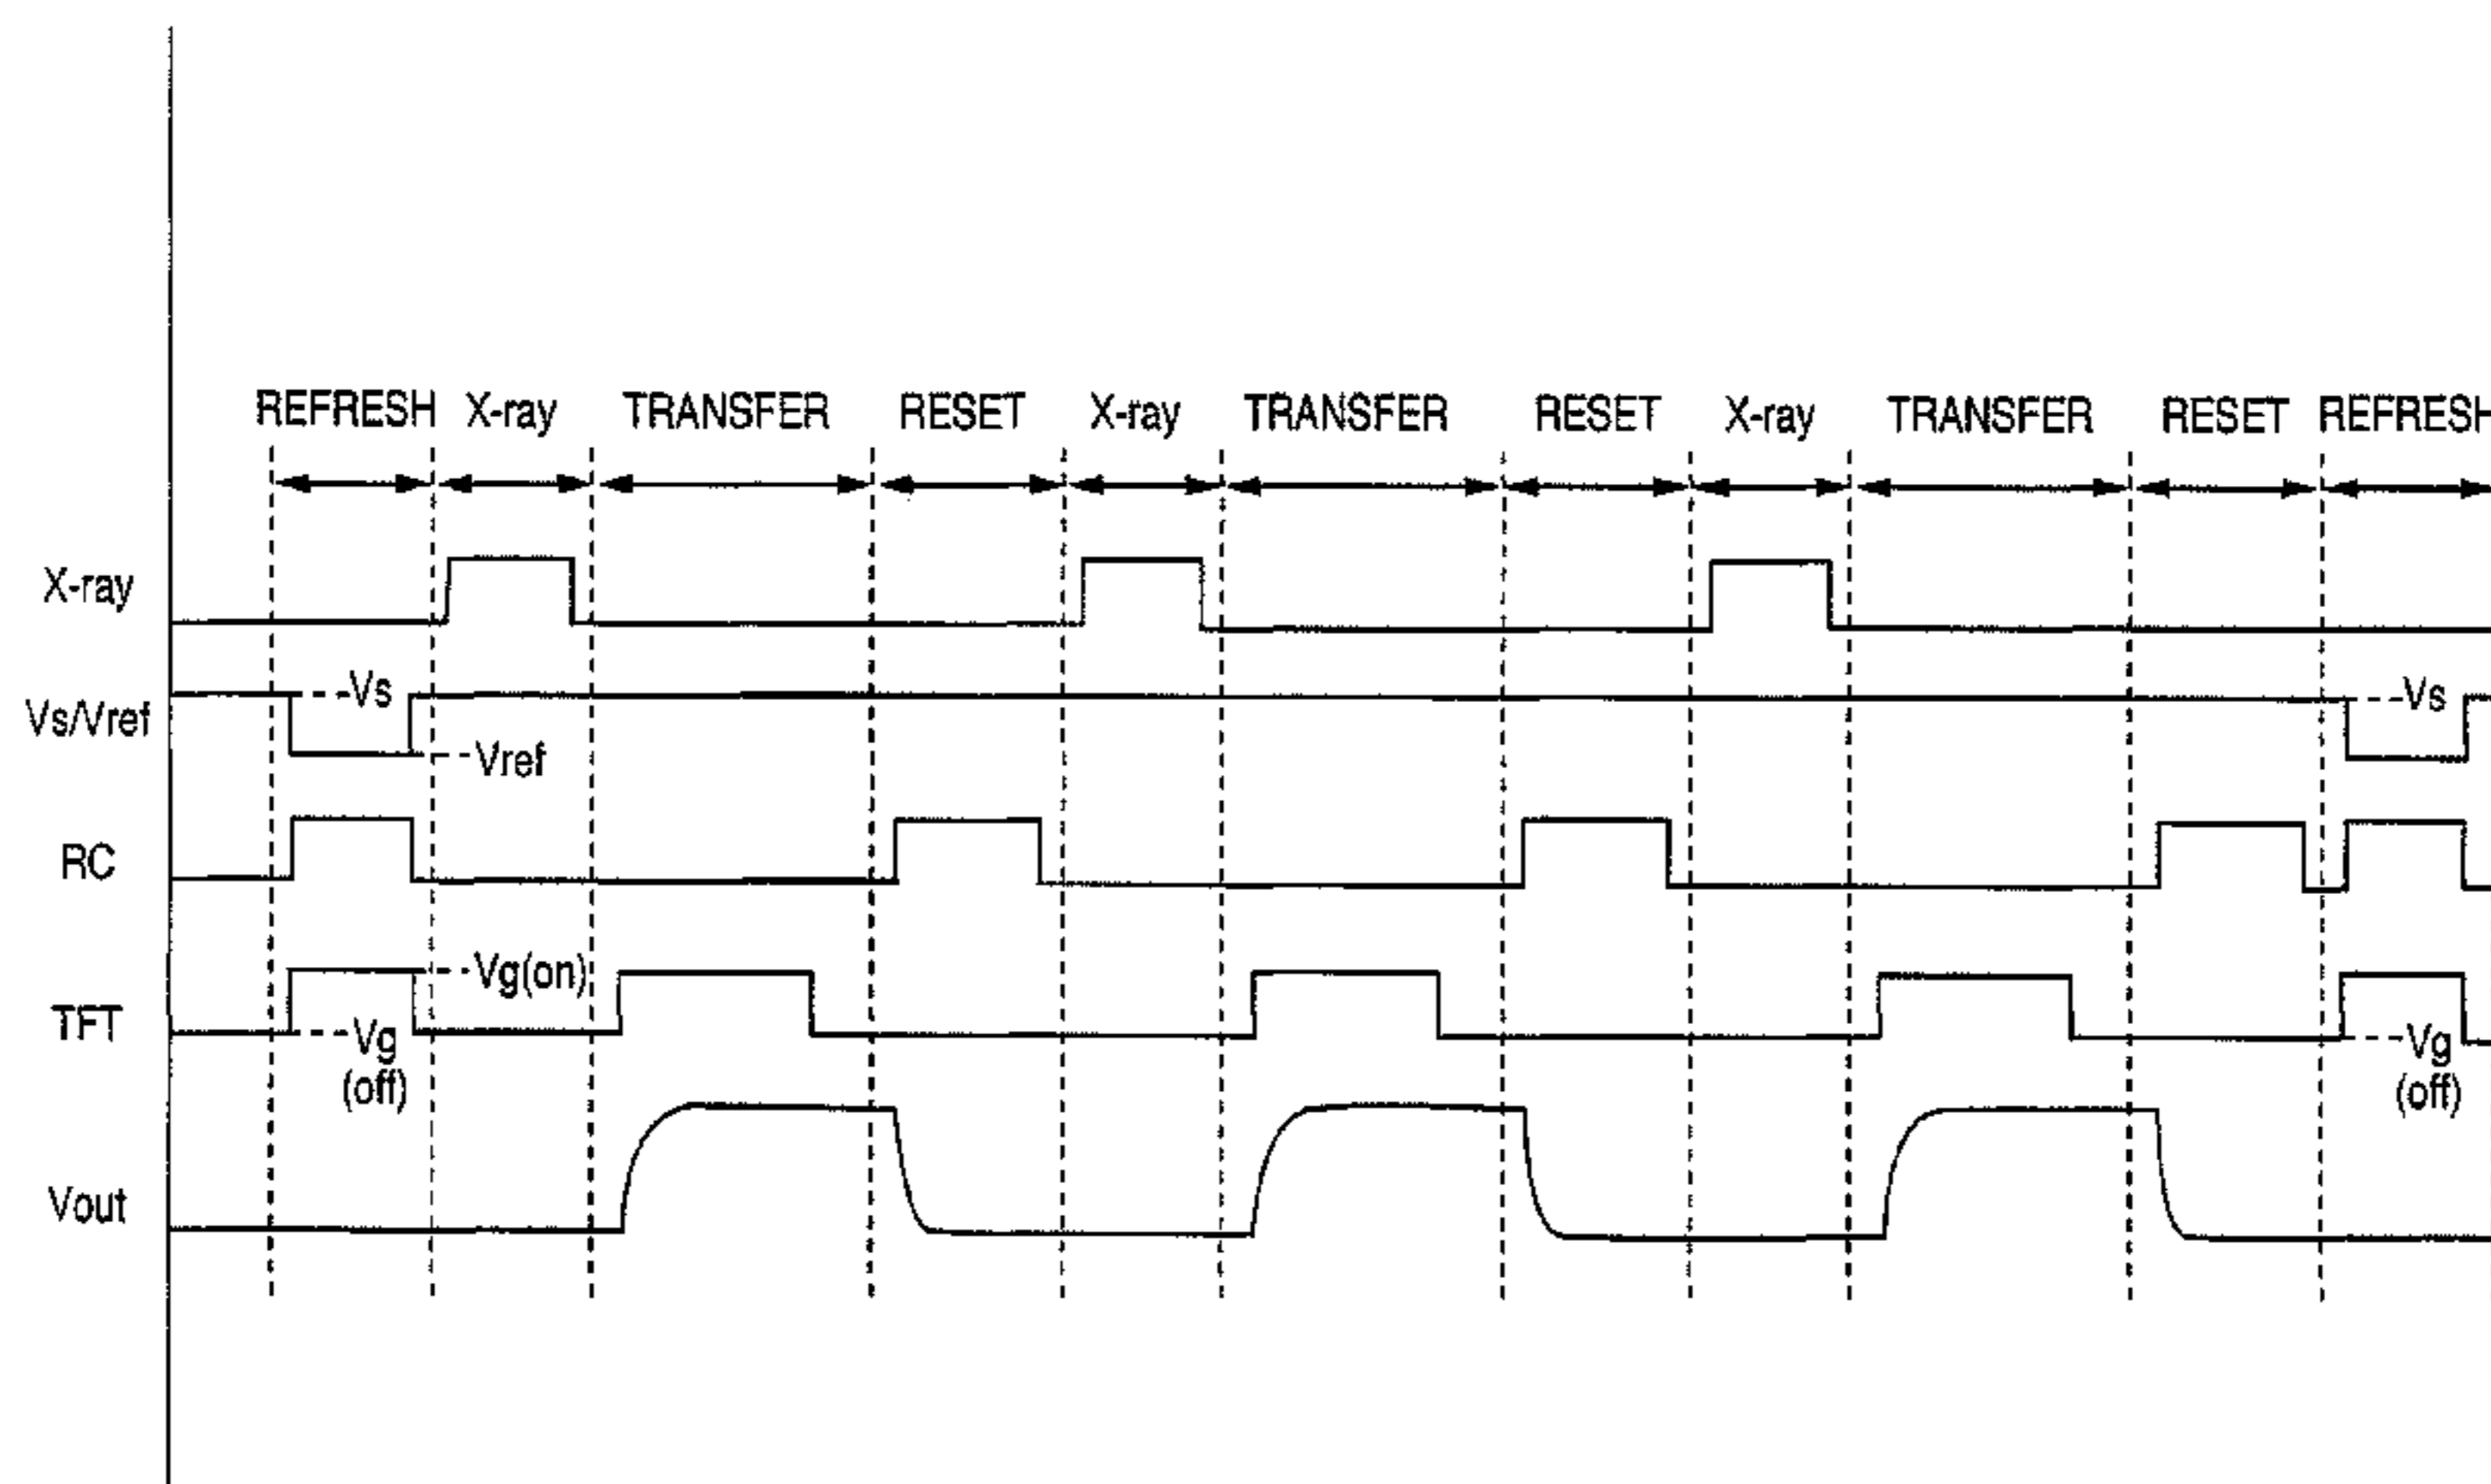 REFRESH X-ray TRANSFER RESET X-ray TRANSFER RESET X-ray TRANSFER RESET REFRESH
X-ray
Vs Vs
Vs/Vref
Vref
RC
Vg(on)
TFT
Vg Vg
(off) (off)
Vout